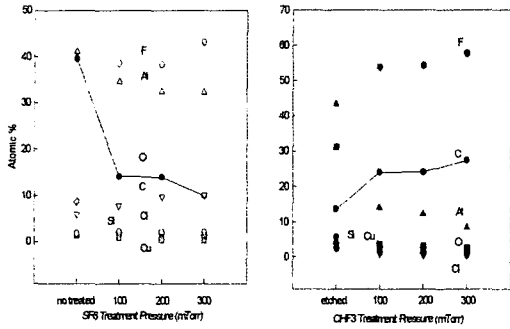 50
40
30
20
10
0
Atomic %
F
Al
O
C
Si
Cl
Cu
no treated
100
200
300
SF6 Treatment Pressure (mTorr)
70
60
50
40
30
20
10
0
F
C
Al
Si
Cu
O
Cl
etched
100
200
300
CHF3 Treatment Pressure (mTorr)